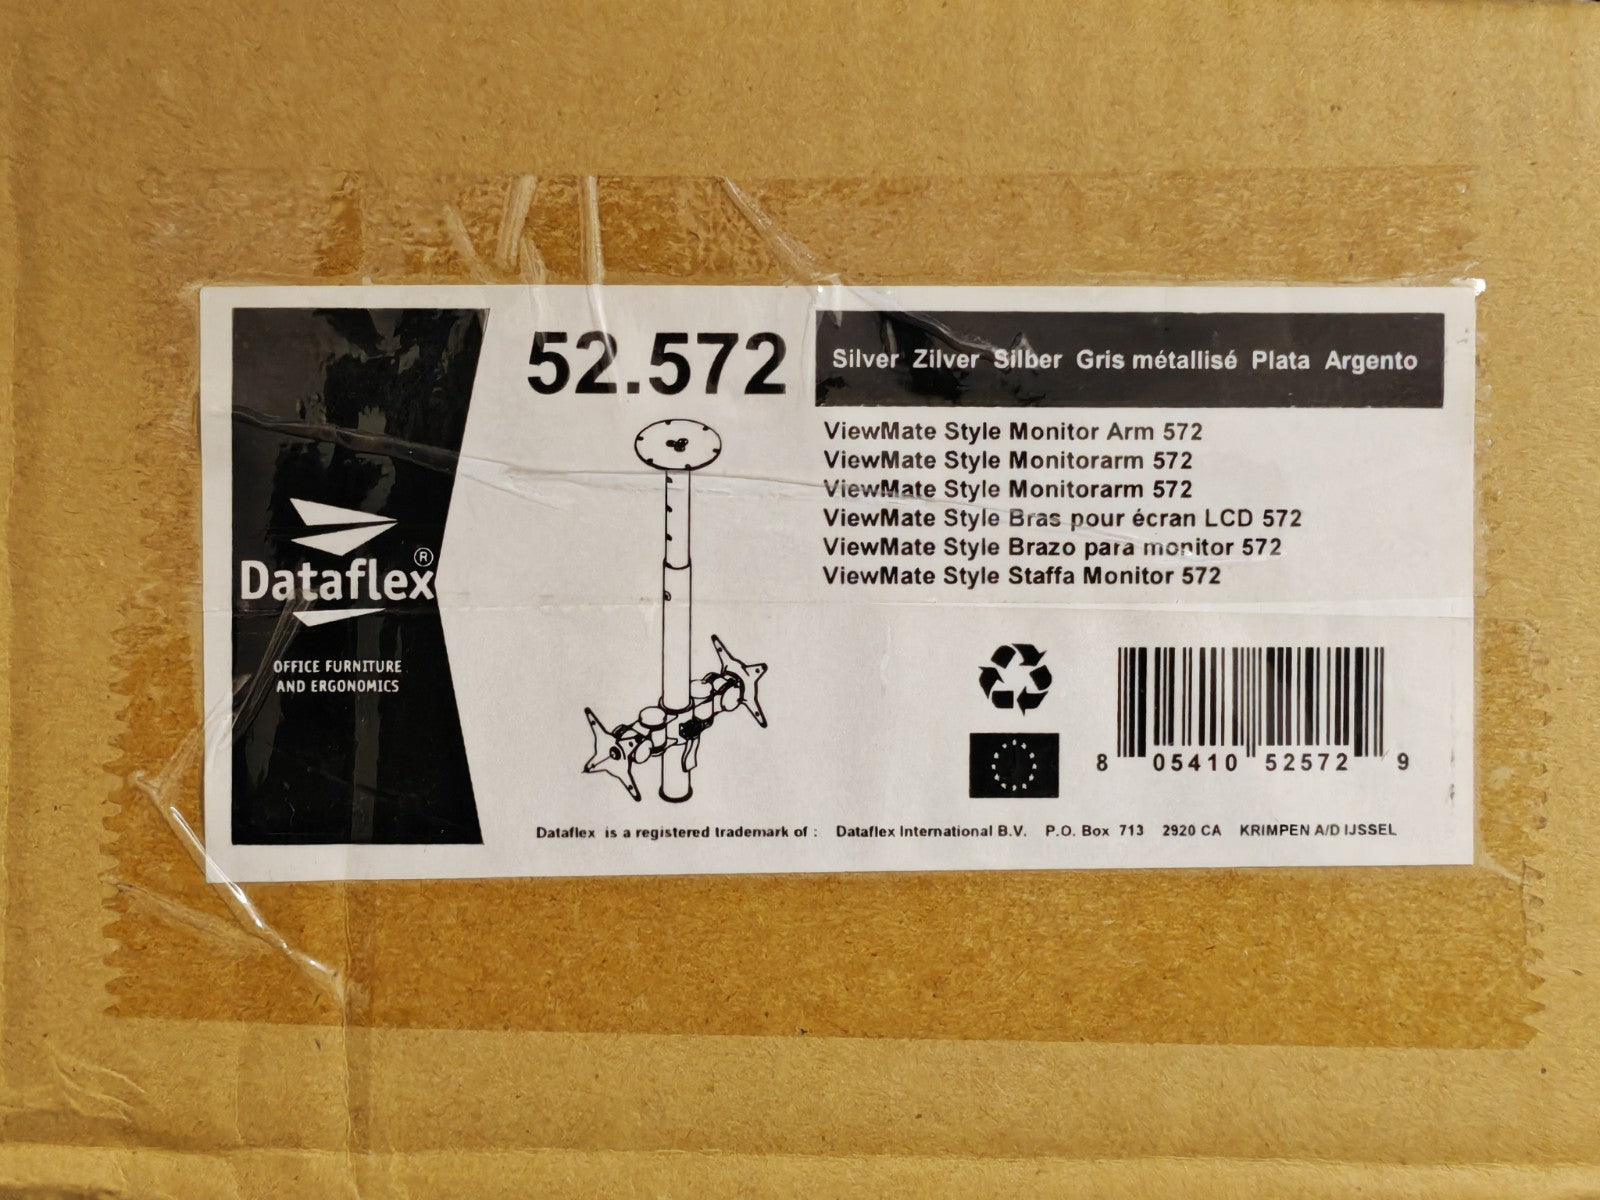 52.572
Silver Zilver Silber Gris métallisé Plata Argento
ViewMate Style Monitor Arm 572
ViewMate Style Monitorarm 572
ViewMate Style Monitorarm 572
ViewMate Style Bras pour écran LCD 572
ViewMate Style Brazo para monitor 572
ViewMate Style Staffa Monitor 572
Dataflex®
OFFICE FURNITURE
AND ERGONOMICS
8 05410 52572 9
Dataflex is a registered trademark of : Dataflex International B.V. P.O. Box 713 2920 CA KRIMPEN A/D IJSSEL